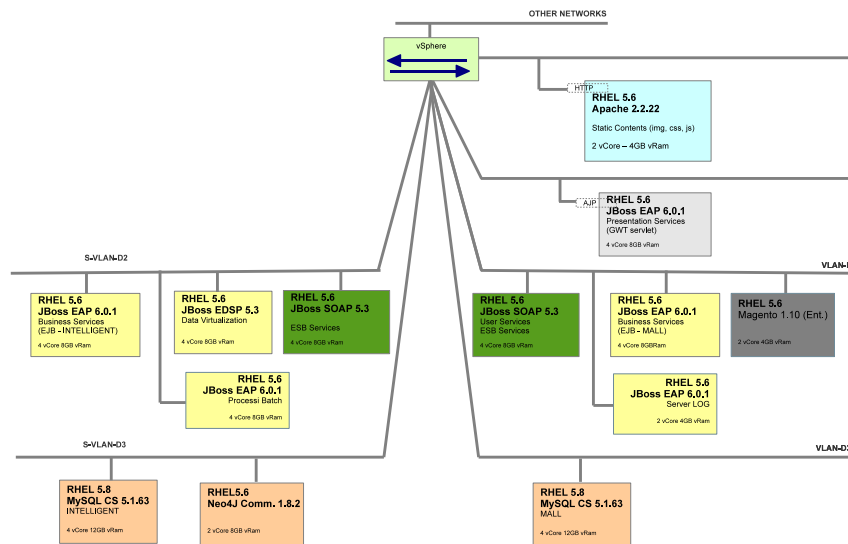 OTHER NETWORKS
vSphere
HTTP
RHEL 5.6
Apache 2.2.22
Static Contents (img, css, js)
2 vCore – 4GB vRam
AJP
RHEL 5.6
JBoss EAP 6.0.1
Presentation Services
(GWT servlet)
4 vCore 8GB vRam
S-VLAN-D2
RHEL 5.6
JBoss EAP 6.0.1
Business Services
(EJB - INTELLIGENT)
4 vCore 8GB vRam
RHEL 5.6
JBoss EDSP 5.3
Data Virtualization
4 vCore 8GB vRam
RHEL 5.6
JBoss SOAP 5.3
ESB Services
4 vCore 8GB vRam
RHEL 5.6
JBoss EAP 6.0.1
Processi Batch
4 vCore 8GB vRam
RHEL 5.6
JBoss SOAP 5.3
User Services
ESB Services
4 vCore 8GB vRam
RHEL 5.6
JBoss EAP 6.0.1
Business Services
(EJB - MALL)
4 vCore 8GBRam
RHEL 5.6
Magento 1.10 (Ent.)
2 vCore 4GB vRam
RHEL 5.6
JBoss EAP 6.0.1
Server LOG
2 vCore 4GB vRam
S-VLAN-D3
RHEL 5.8
MySQL CS 5.1.63
INTELLIGENT
4 vCore 12GB vRam
RHEL5.6
Neo4J Comm. 1.8.2
2 vCore 8GB vRam
RHEL 5.8
MySQL CS 5.1.63
MALL
4 vCore 12GB vRam